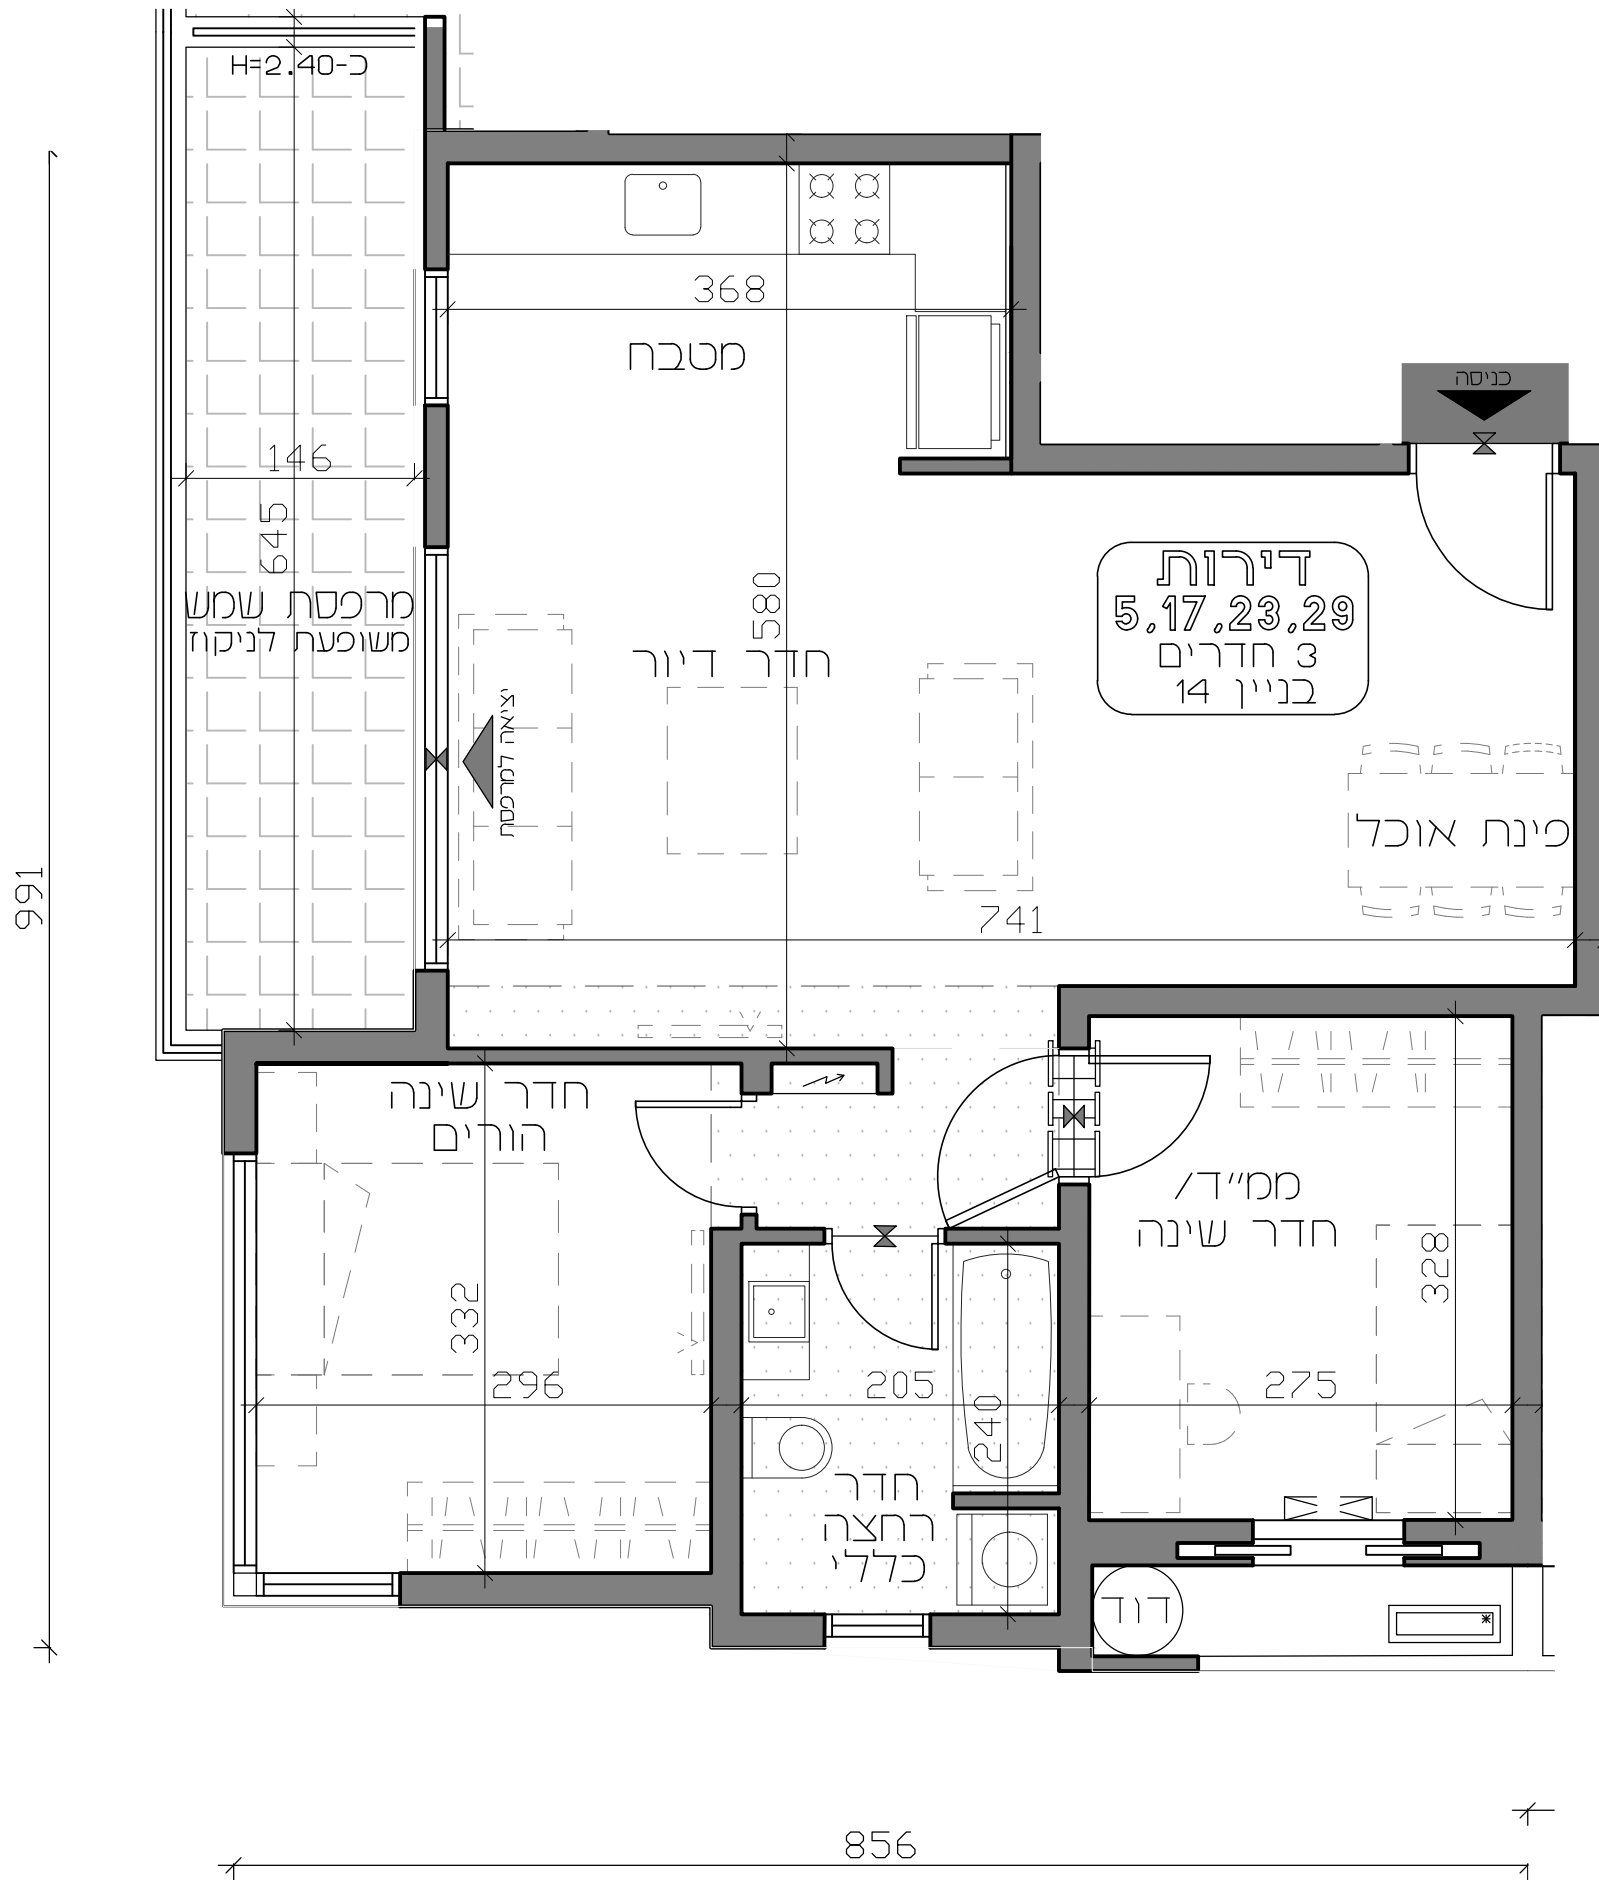 H=2.40-כ
כניסה
368
מטבח
146
645
מרפסת שמש
משופעת לניקוז
580
חדר דיור
יציאה למרפסת
דירות
5,17,23,29
3 חדרים
בניין 14
פינת אוכל
741
991
חדר שינה
הורים
332
296
205
240
חדר
רחצה
כללי
ממ״ד/
חדר שינה
328
275
דוד
856